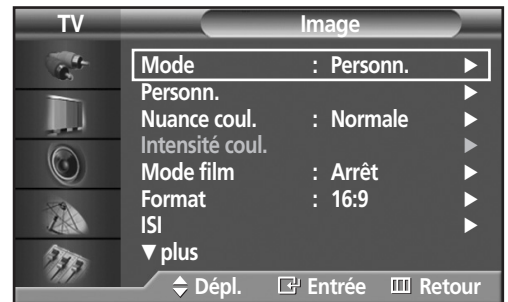 TV Image
Mode : Personn. ►
Personn. ►
Nuance coul. : Normale ►
Intensité coul. ►
Mode film : Arrêt ►
Format : 16:9 ►
ISI ►
▼plus
Dépl. Entrée Retour